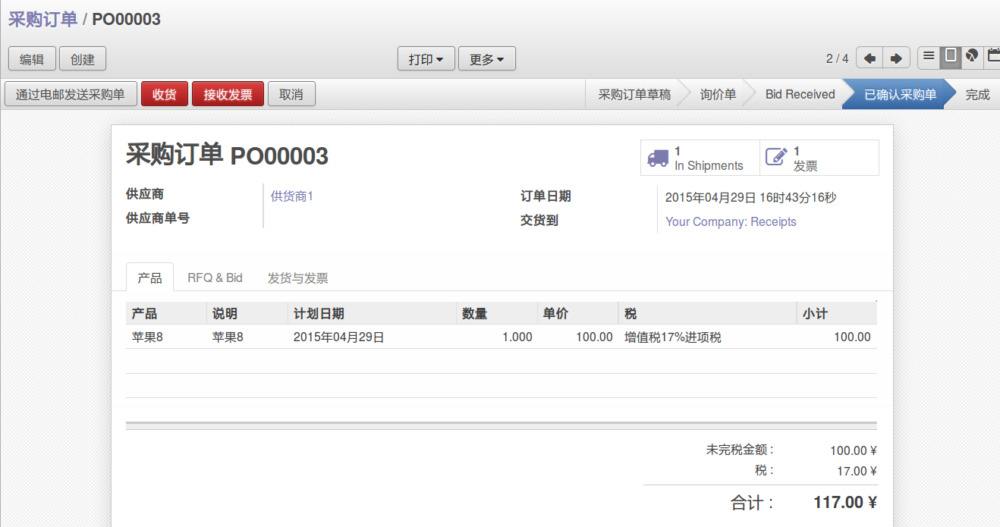 采购订单 / PO00003
编辑 创建 打印 更多 2 / 4
通过电邮发送采购单 收货 接收发票 取消 采购订单草稿 询价单 Bid Received 已确认采购单 完成
采购订单 PO00003
1 In Shipments
1 发票
供应商 供货商1 订单日期 2015年04月29日 16时43分16秒
供应商单号 交货到 Your Company: Receipts
产品 RFQ & Bid 发货与发票
产品 说明 计划日期 数量 单价 税 小计
苹果8 苹果8 2015年04月29日 1.000 100.00 增值税17%进项税 100.00
未完税金额 : 100.00 ¥
税 : 17.00 ¥
合计 : 117.00 ¥